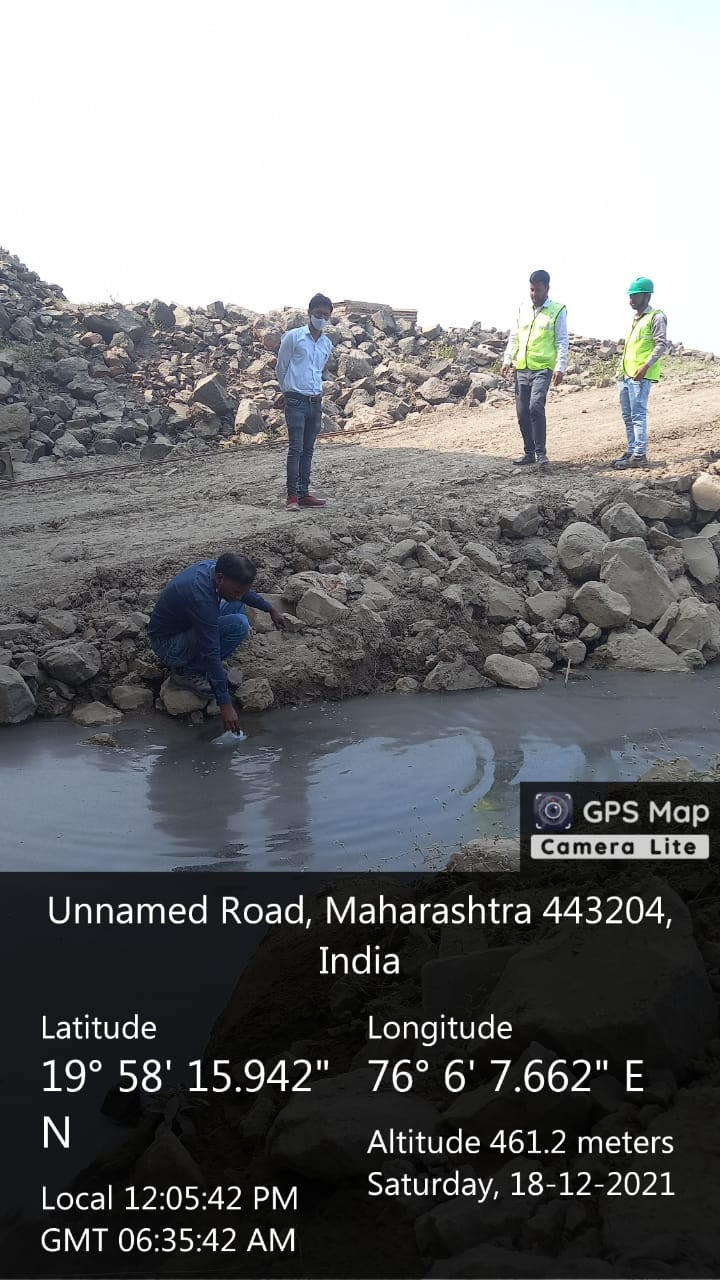 GPS Map
Camera Lite
Unnamed Road, Maharashtra 443204,
India
Latitude
19° 58' 15.942"
N
Longitude
76° 6' 7.662" E
Altitude 461.2 meters
Saturday, 18-12-2021
Local 12:05:42 PM
GMT 06:35:42 AM